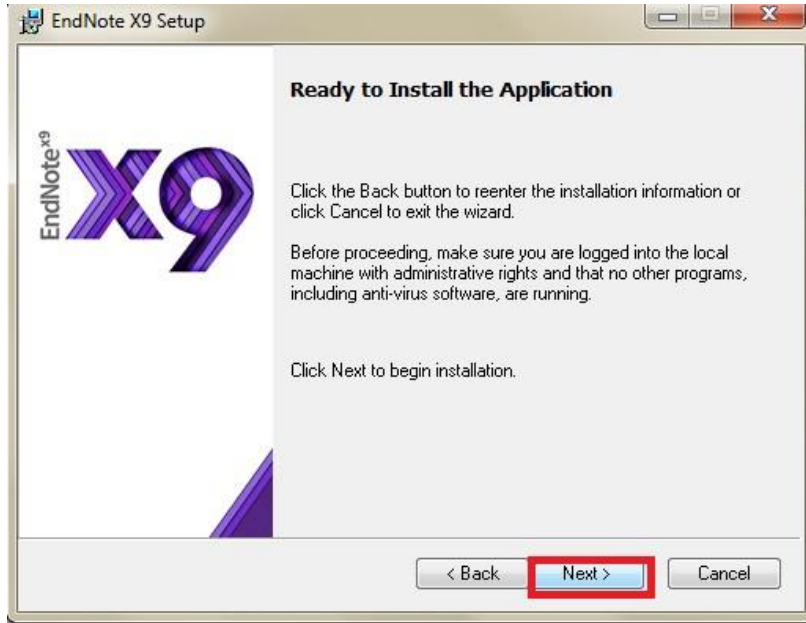 EndNote X9 Setup
Ready to Install the Application
EndNote X9
X9
Click the Back button to reenter the installation information or
click Cancel to exit the wizard.
Before proceeding, make sure you are logged into the local
machine with administrative rights and that no other programs,
including anti-virus software, are running.
Click Next to begin installation.
< Back
Next >
Cancel